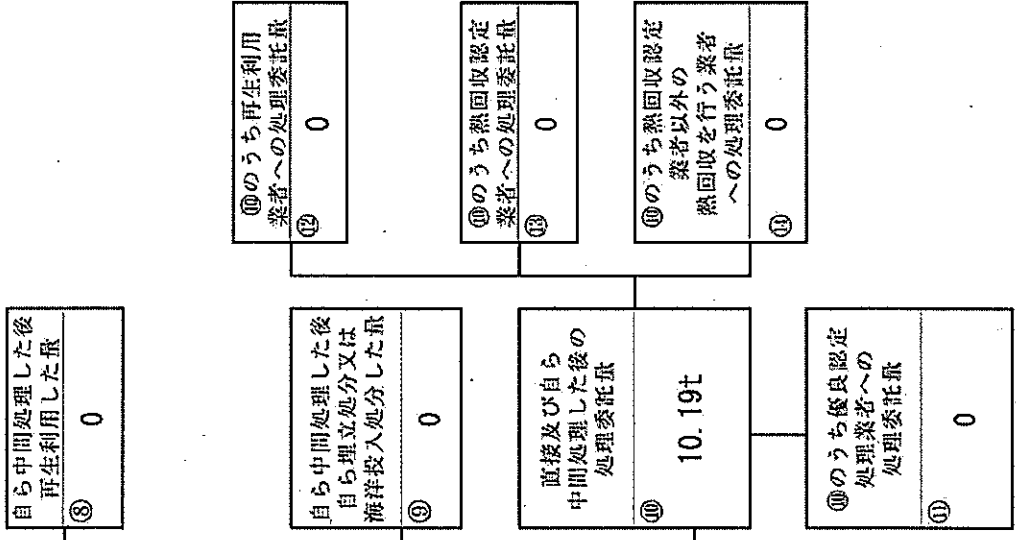 自ら中間処理した後
再生利用した量
⑧
0
自ら中間処理した後
自ら埋立処分又は
海洋投入処分した量
⑨
0
直接及び自ら
中間処理した後の
処理委託量
⑩
10.19t
⑩のうち優良認定
処理業者への
処理委託量
⑪
0
⑩のうち再生利用
業者への処理委託量
⑫
0
⑩のうち熱回収認定
業者への処理委託量
⑬
0
⑩のうち熱回収認定
業者以外の
熱回収を行う業者
への処理委託量
⑭
0